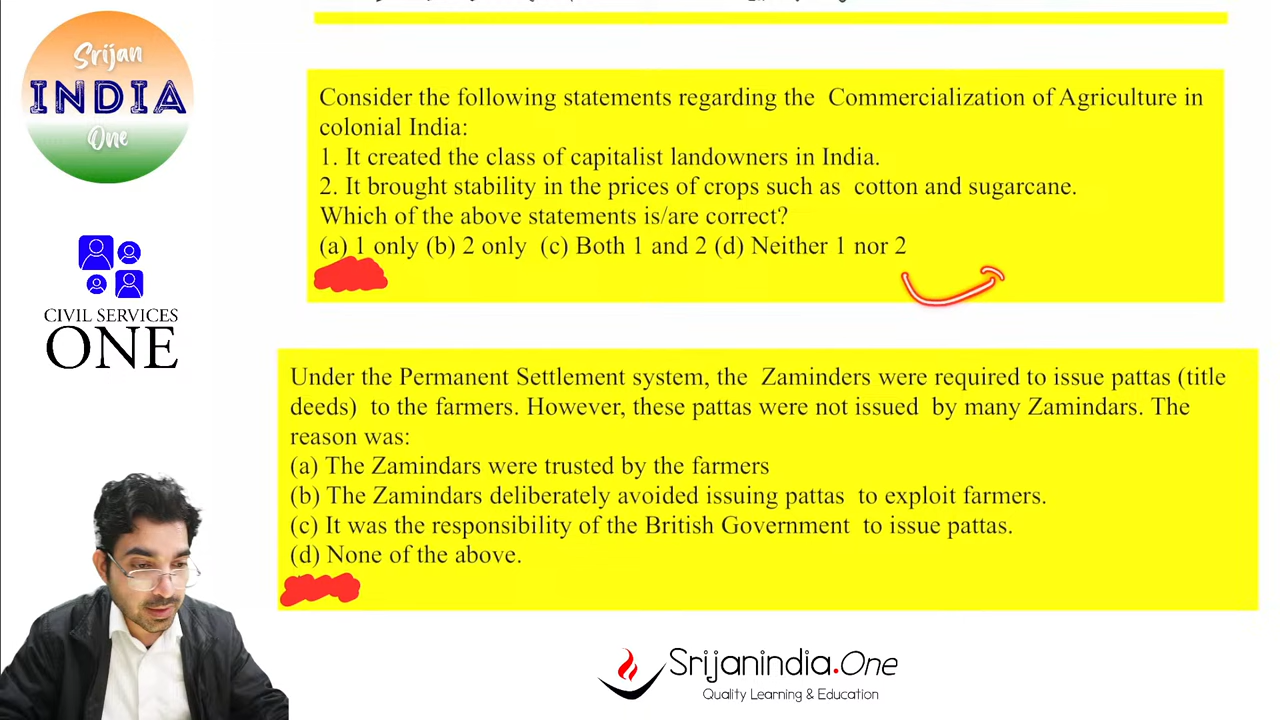 Srijan
INDIA
One
CIVIL SERVICES
ONE
Consider the following statements regarding the Commercialization of Agriculture in
colonial India:
1. It created the class of capitalist landowners in India.
2. It brought stability in the prices of crops such as cotton and sugarcane.
Which of the above statements is/are correct?
(a) 1 only (b) 2 only (c) Both 1 and 2 (d) Neither 1 nor 2
Under the Permanent Settlement system, the Zaminders were required to issue pattas (title
deeds) to the farmers. However, these pattas were not issued by many Zamindars. The
reason was:
(a) The Zamindars were trusted by the farmers
(b) The Zamindars deliberately avoided issuing pattas to exploit farmers.
(c) It was the responsibility of the British Government to issue pattas.
(d) None of the above.
Srijanindia.One
Quality Learning & Education